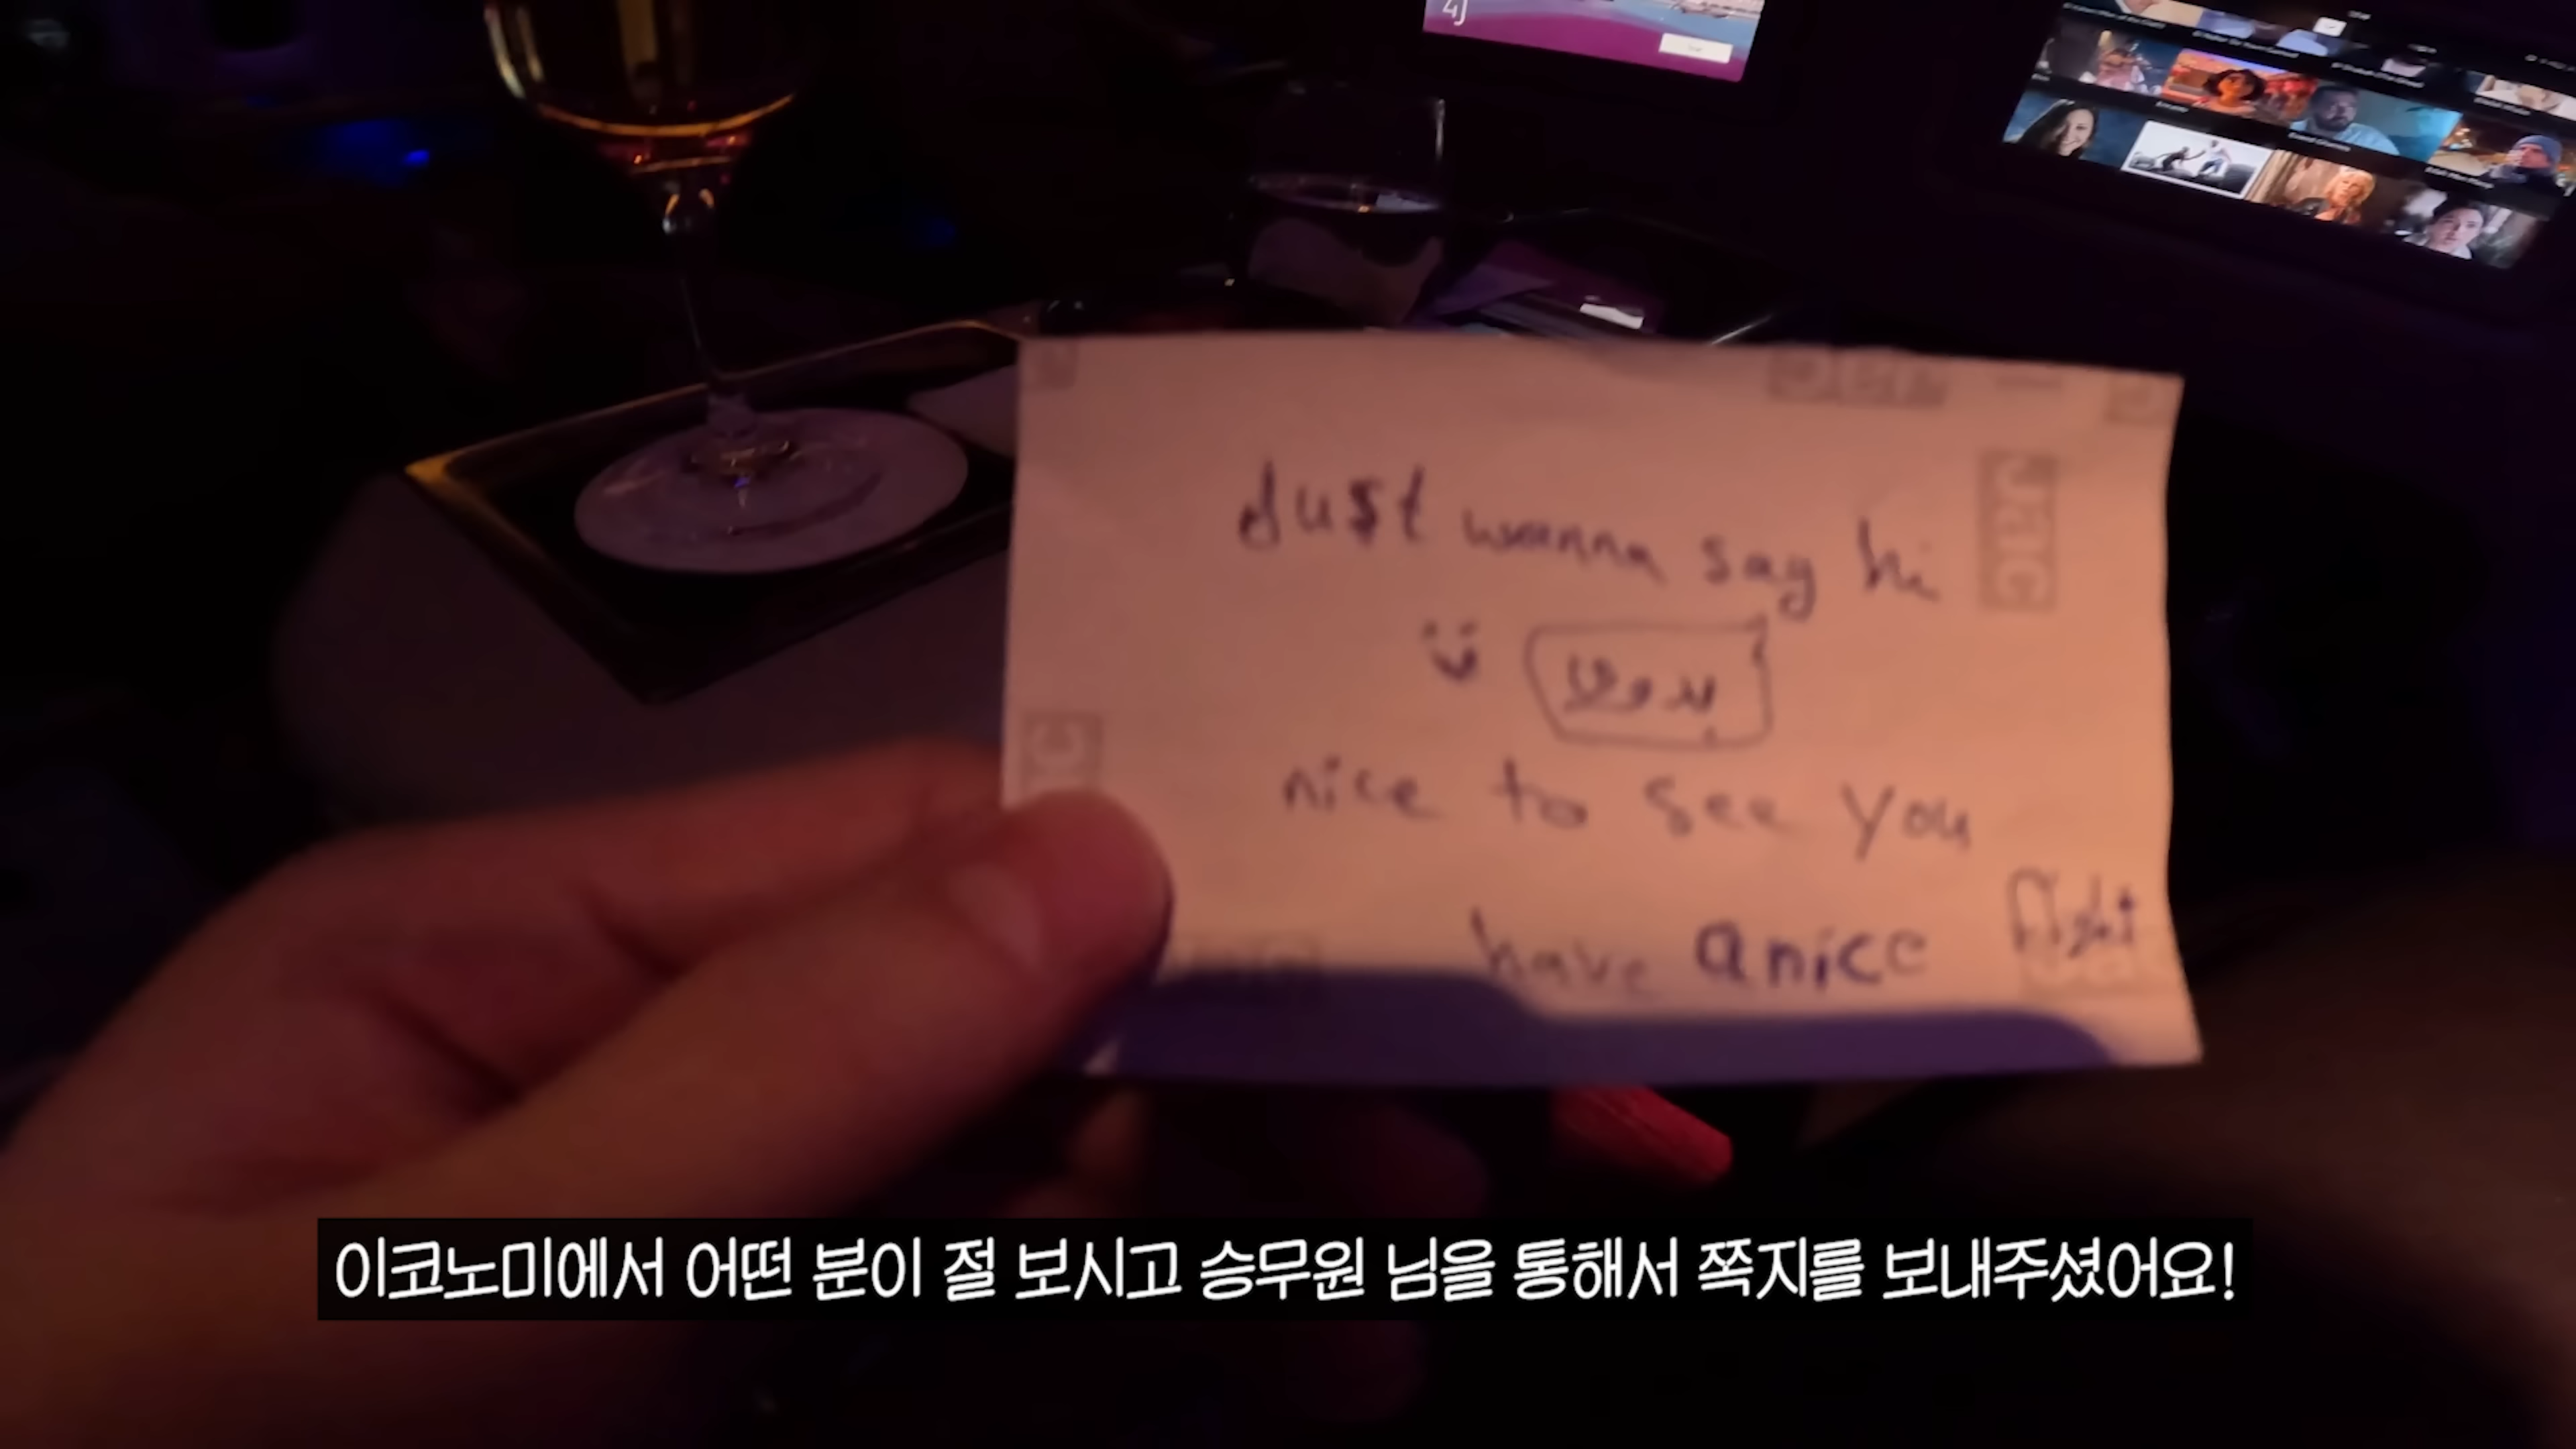 4J
Just wanna say hi
nice to see you
have a nice flight
이코노미에서 어떤 분이 절 보시고 승무원 님을 통해서 쪽지를 보내주셨어요!